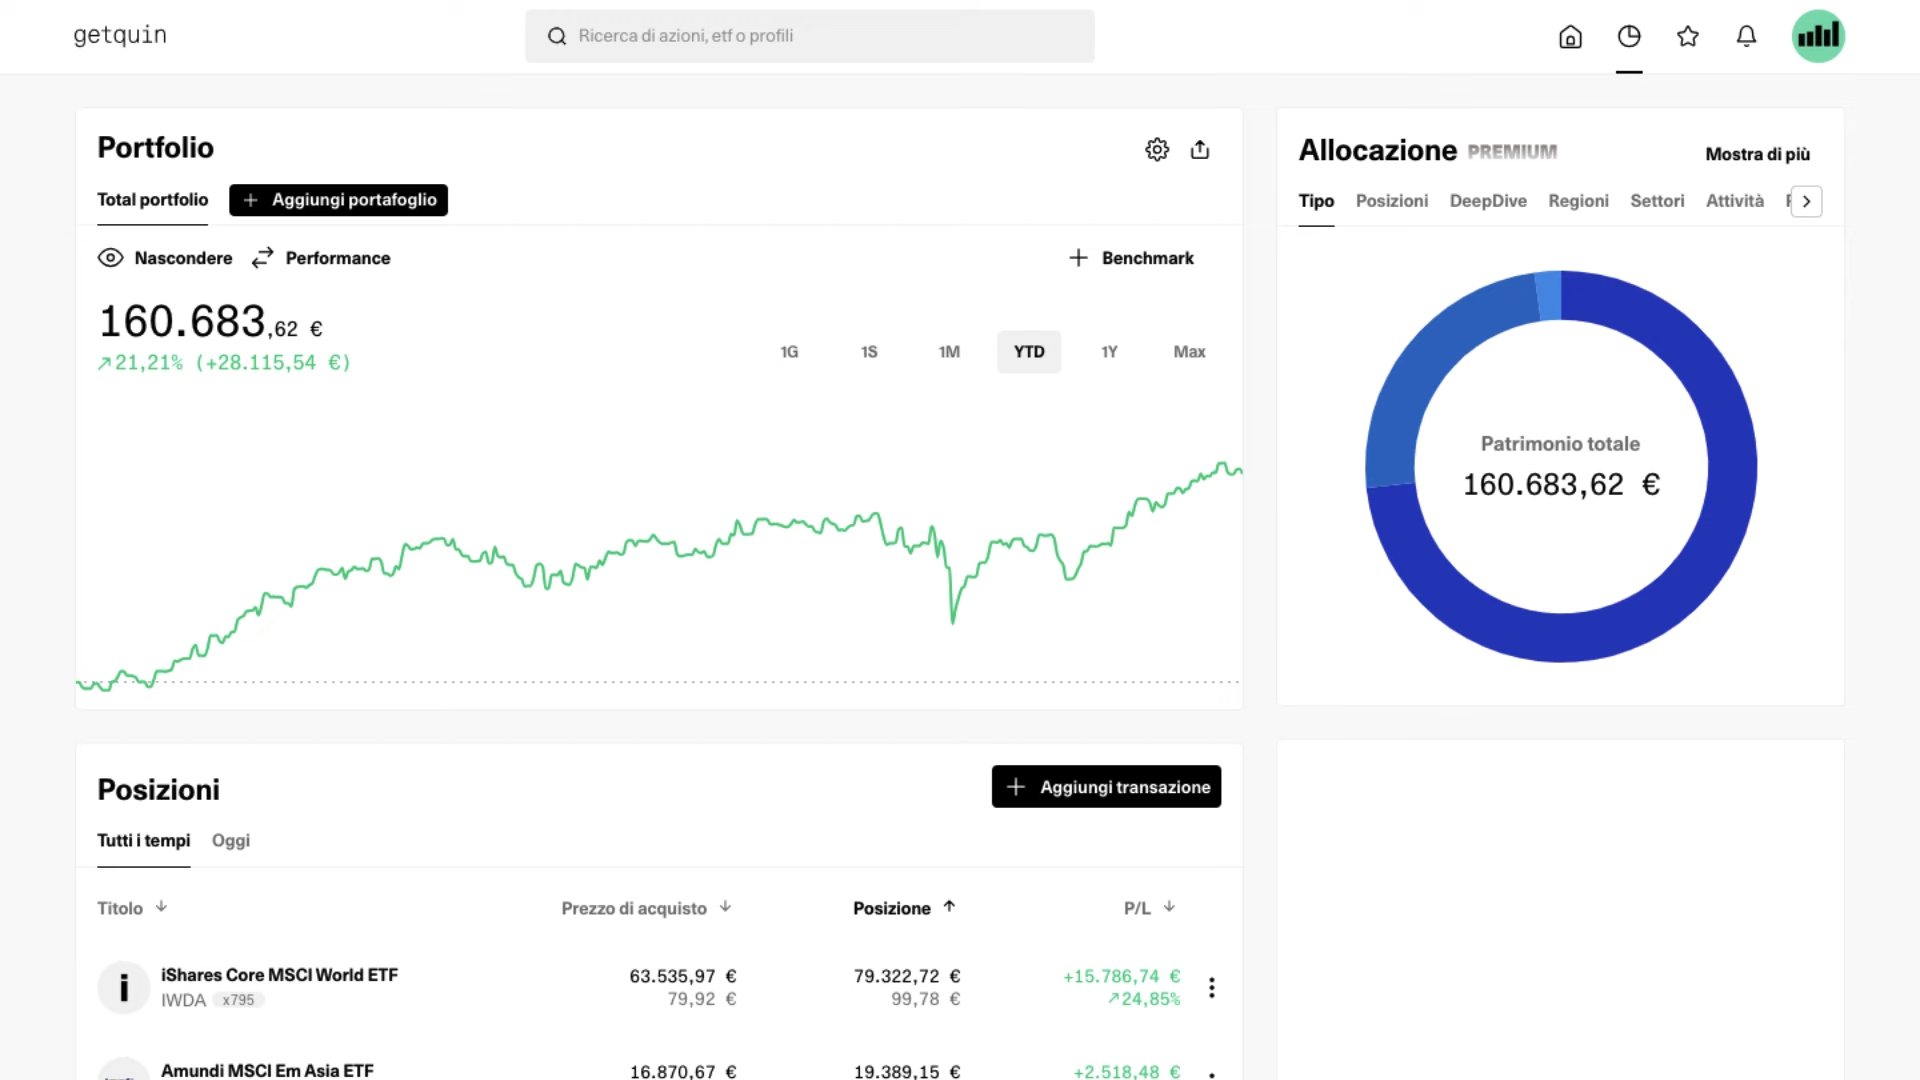 getquin
Ricerca di azioni, etf o profili
Portfolio
Total portfolio
Aggiungi portafoglio
Nascondere
Performance
Benchmark
160.683,62 €
21,21% (+28.115,54 €)
1G 1S 1M YTD 1Y Max
Allocazione PREMIUM
Mostra di più
Tipo Posizioni DeepDive Regioni Settori Attività
Patrimonio totale
160.683,62 €
Posizioni
Aggiungi transazione
Tutti i tempi Oggi
Titolo Prezzo di acquisto Posizione P/L
iShares Core MSCI World ETF 63.535,97 € 79.322,72 € +15.786,74 €
IWDA x795 79,92 € 99,78 € 24,85%
Amundi MSCI Em Asia ETF 16.870,67 € 19.389,15 € +2.518,48 €